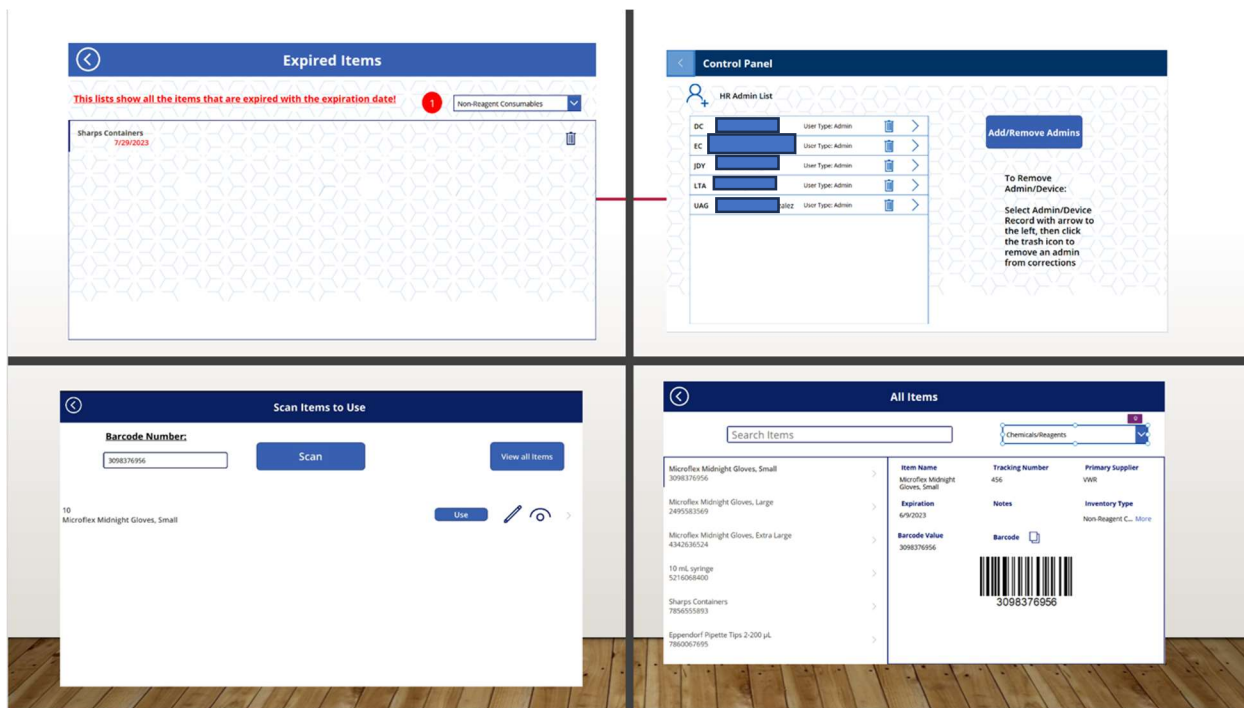 Expired Items
This lists show all the items that are expired with the expiration date!
1
Non-Reagent Consumables
Sharps Containers
7/29/2023
Control Panel
HR Admin List
DC User Type: Admin
EC User Type: Admin
JDY User Type: Admin
LTA User Type: Admin
UAG zalez User Type: Admin
Add/Remove Admins
To Remove
Admin/Device:
Select Admin/Device
Record with arrow to
the left, then click
the trash icon to
remove an admin
from corrections
Scan Items to Use
Barcode Number:
3098376956
Scan
View all Items
10
Microflex Midnight Gloves, Small
Use
All Items
Search Items
Chemicals/Reagents
Microflex Midnight Gloves, Small
3098376956
Microflex Midnight Gloves, Large
2495583569
Microflex Midnight Gloves, Extra Large
4342636524
10 mL syringe
5216068400
Sharps Containers
7856555893
Eppendorf Pipette Tips 2-200 µL
7860067695
Item Name
Microflex Midnight
Gloves, Small
Tracking Number
456
Primary Supplier
VWR
Expiration
6/9/2023
Notes
Inventory Type
Non-Reagent C... More
Barcode Value
3098376956
Barcode
3098376956